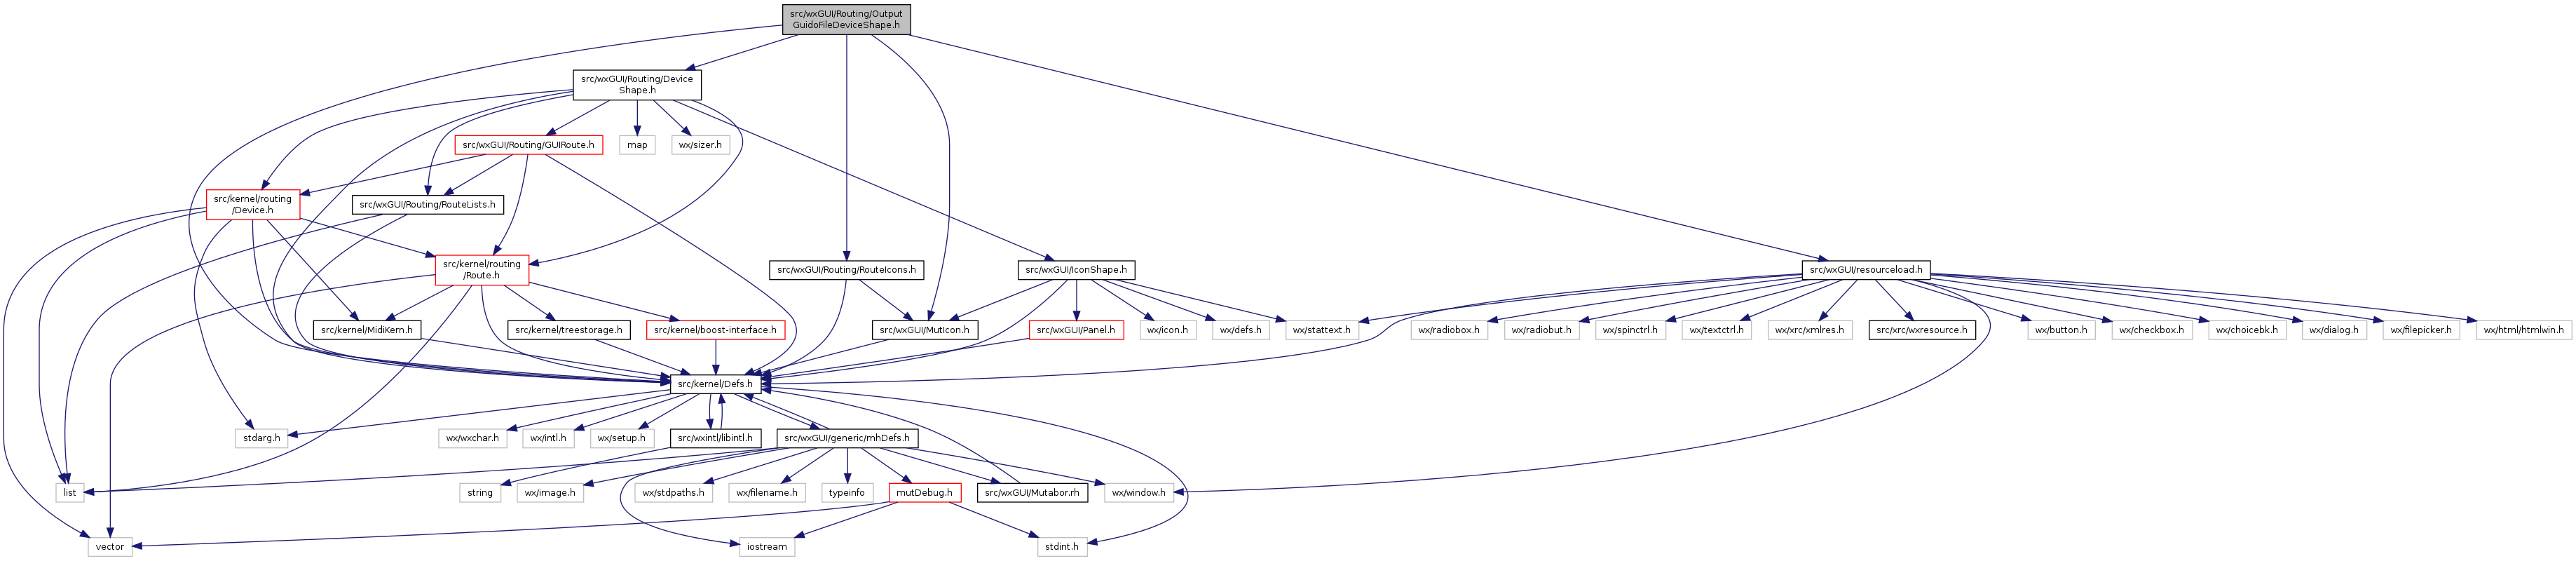 src/wxGUI/Routing/Output
GuidoFileDeviceShape.h
src/wxGUI/Routing/Device
Shape.h
src/wxGUI/Routing/GUIRoute.h
map
wx/sizer.h
src/kernel/routing
/Device.h
src/wxGUI/Routing/RouteLists.h
src/kernel/routing
/Route.h
src/wxGUI/Routing/RouteIcons.h
src/wxGUI/IconShape.h
src/wxGUI/resourceload.h
src/kernel/MidiKern.h
src/kernel/treestorage.h
src/kernel/boost-interface.h
src/wxGUI/MutIcon.h
src/wxGUI/Panel.h
wx/icon.h
wx/defs.h
wx/stattext.h
wx/radiobox.h
wx/radiobut.h
wx/spinctrl.h
wx/textctrl.h
wx/xrc/xmlres.h
src/xrc/wxresource.h
wx/button.h
wx/checkbox.h
wx/choicebk.h
wx/dialog.h
wx/filepicker.h
wx/html/htmlwin.h
src/kernel/Defs.h
stdarg.h
wx/wxchar.h
wx/intl.h
wx/setup.h
src/wxintl/libintl.h
src/wxGUI/generic/mhDefs.h
list
string
wx/image.h
wx/stdpaths.h
wx/filename.h
typeinfo
mutDebug.h
src/wxGUI/Mutabor.rh
wx/window.h
vector
iostream
stdint.h